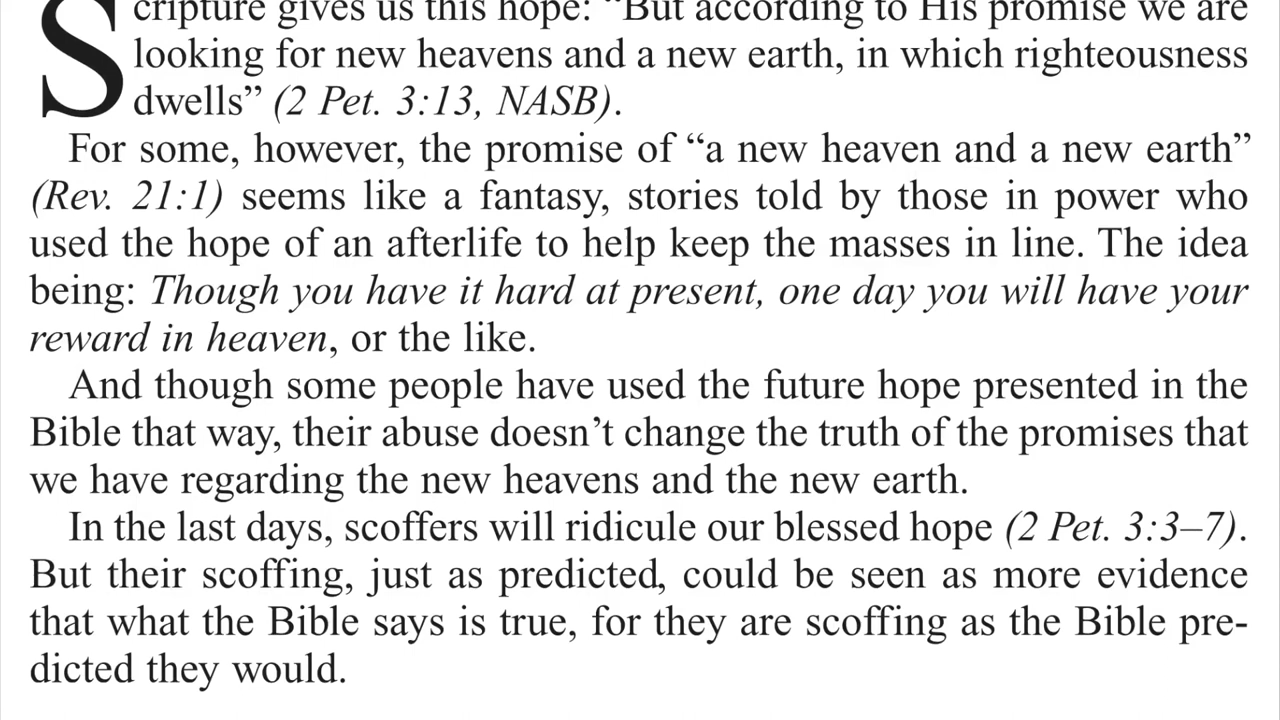 Scripture gives us this hope: “But according to His promise we are
looking for new heavens and a new earth, in which righteousness
dwells” (2 Pet. 3:13, NASB).
For some, however, the promise of “a new heaven and a new earth”
(Rev. 21:1) seems like a fantasy, stories told by those in power who
used the hope of an afterlife to help keep the masses in line. The idea
being: Though you have it hard at present, one day you will have your
reward in heaven, or the like.
And though some people have used the future hope presented in the
Bible that way, their abuse doesn’t change the truth of the promises that
we have regarding the new heavens and the new earth.
In the last days, scoffers will ridicule our blessed hope (2 Pet. 3:3–7).
But their scoffing, just as predicted, could be seen as more evidence
that what the Bible says is true, for they are scoffing as the Bible pre-
dicted they would.